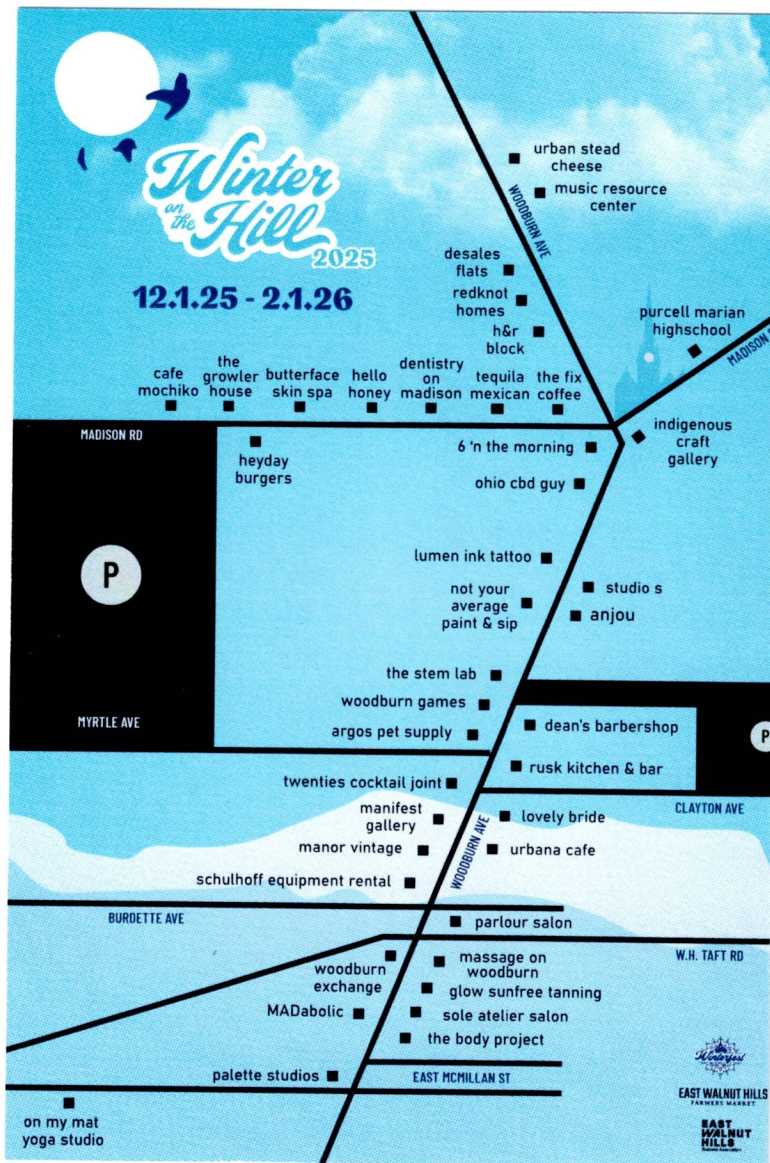 Winter
on the
Hill
2025
12.1.25 - 2.1.26
urban stead
cheese
music resource
center
WOODBURN AVE
desales
flats
redknot
homes
h&r
block
purcell marian
highschool
MADISON
cafe
mochiko
the
growler
house
butterface
skin spa
hello
honey
dentistry
on
madison
tequila
mexican
the fix
coffee
MADISON RD
heyday
burgers
6 'n the morning
indigenous
craft
gallery
ohio cbd guy
P
lumen ink tattoo
not your
average
paint & sip
studio s
anjou
the stem lab
woodburn games
MYRTLE AVE
argos pet supply
dean's barbershop
P
rusk kitchen & bar
twenties cocktail joint
CLAYTON AVE
manifest
gallery
lovely bride
WOODBURN AVE
manor vintage
urbana cafe
schulhoff equipment rental
BURDETTE AVE
parlour salon
W.H. TAFT RD
woodburn
exchange
massage on
woodburn
glow sunfree tanning
MADabolic
sole atelier salon
the body project
palette studios
EAST MCMILLAN ST
on my mat
yoga studio
Winterfest
EAST WALNUT HILLS
FARMERS MARKET
EAST
WALNUT
HILLS
Business Association